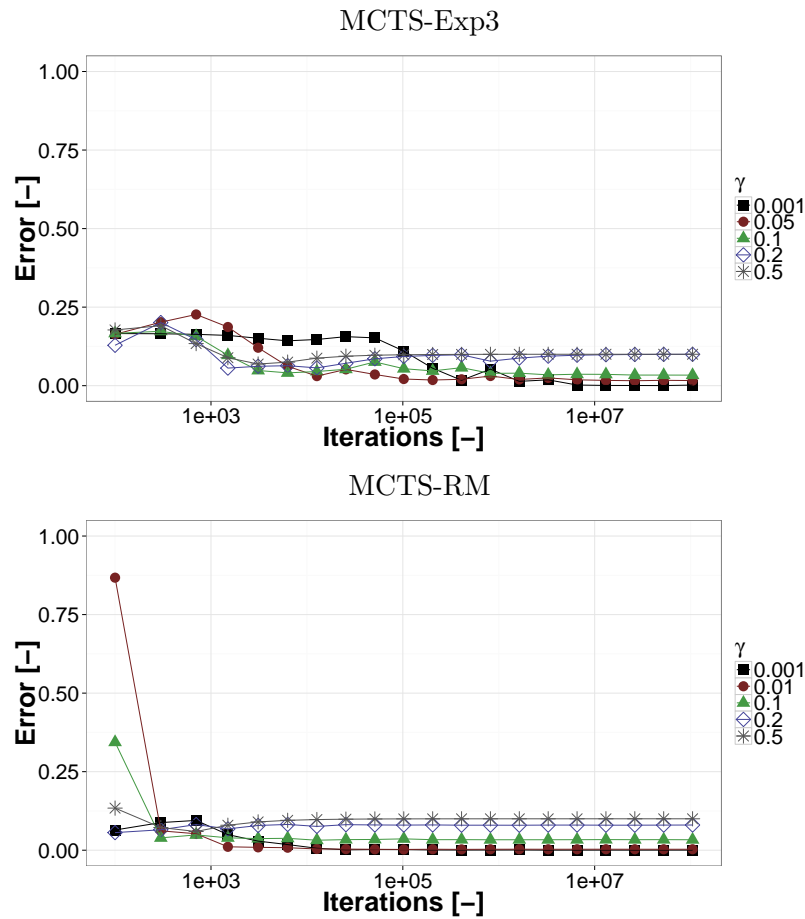 MCTS-Exp3
1.00
0.75
0.50
0.25
0.00
Error [−]
1e+03
1e+05
1e+07
Iterations [−]
γ
0.001
0.05
0.1
0.2
0.5
MCTS-RM
1.00
0.75
0.50
0.25
0.00
Error [−]
1e+03
1e+05
1e+07
Iterations [−]
γ
0.001
0.01
0.1
0.2
0.5